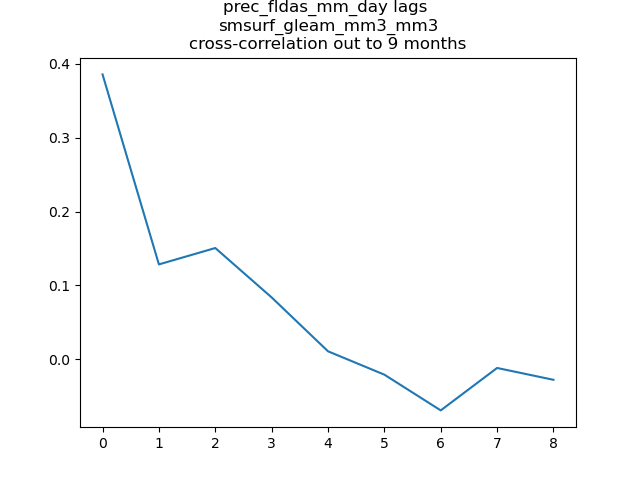 prec_fldas_mm_day lags
smsurf_gleam_mm3_mm3
cross-correlation out to 9 months
0.4
0.3
0.2
0.1
0.0
0 1 2 3 4 5 6 7 8